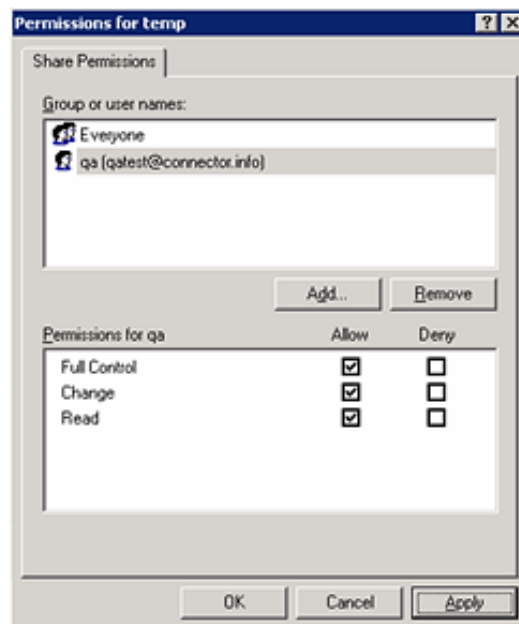 Permissions for temp
Share Permissions
Group or user names:
Everyone
qa (qatest@connector.info)
Add... Remove
Permissions for qa Allow Deny
Full Control
Change
Read
OK Cancel Apply